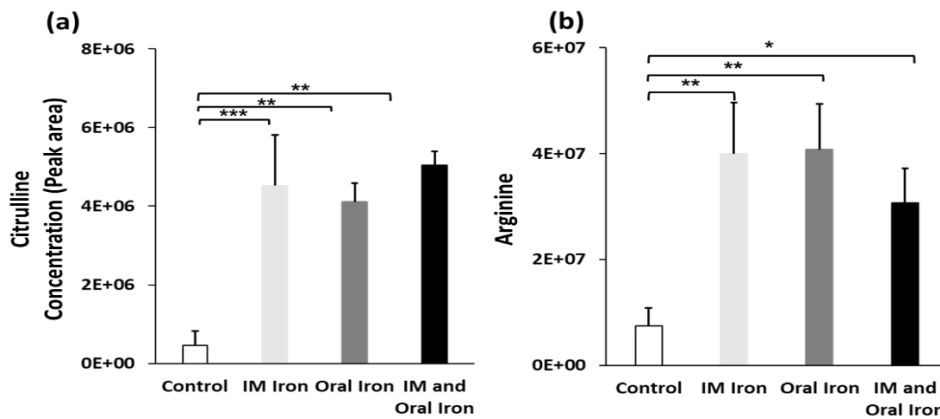 (a)
8E+06
6E+06
4E+06
2E+06
0E+00
Citrulline
Concentration (Peak area)
**
**
***
Control IM Iron Oral Iron IM and
Oral Iron
(b)
6E+07
4E+07
2E+07
0E+00
Arginine
*
**
**
Control IM Iron Oral Iron IM and
Oral Iron